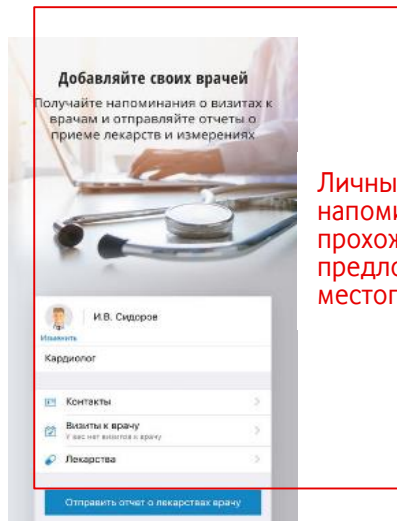 Добавляйте своих врачей
Получайте напоминания о визитах к
врачам и отправляйте отчеты о
приеме лекарств и измерениях
Личны
напоми
прохож
предло
местоп
И.В. Сидоров
Изменить
Кардиолог
Контакты
Визиты к врачу
У вас нет визитов к врачу
Лекарства
Отправить отчет о лекарствах врачу